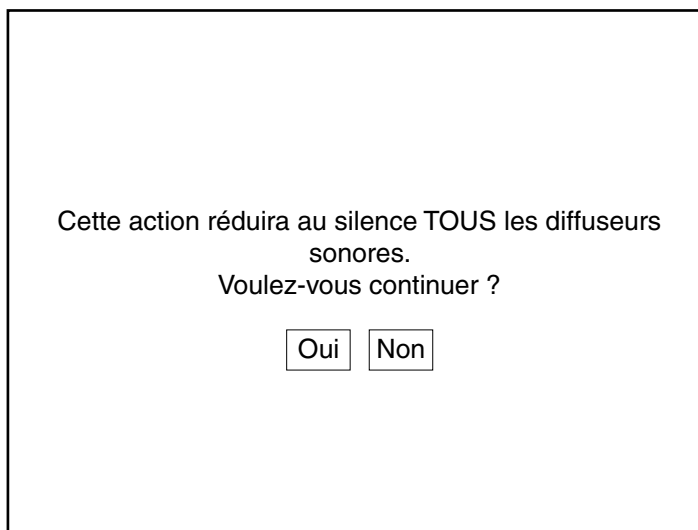 Cette action réduira au silence TOUS les diffuseurs
sonores.
Voulez-vous continuer ?
Oui Non